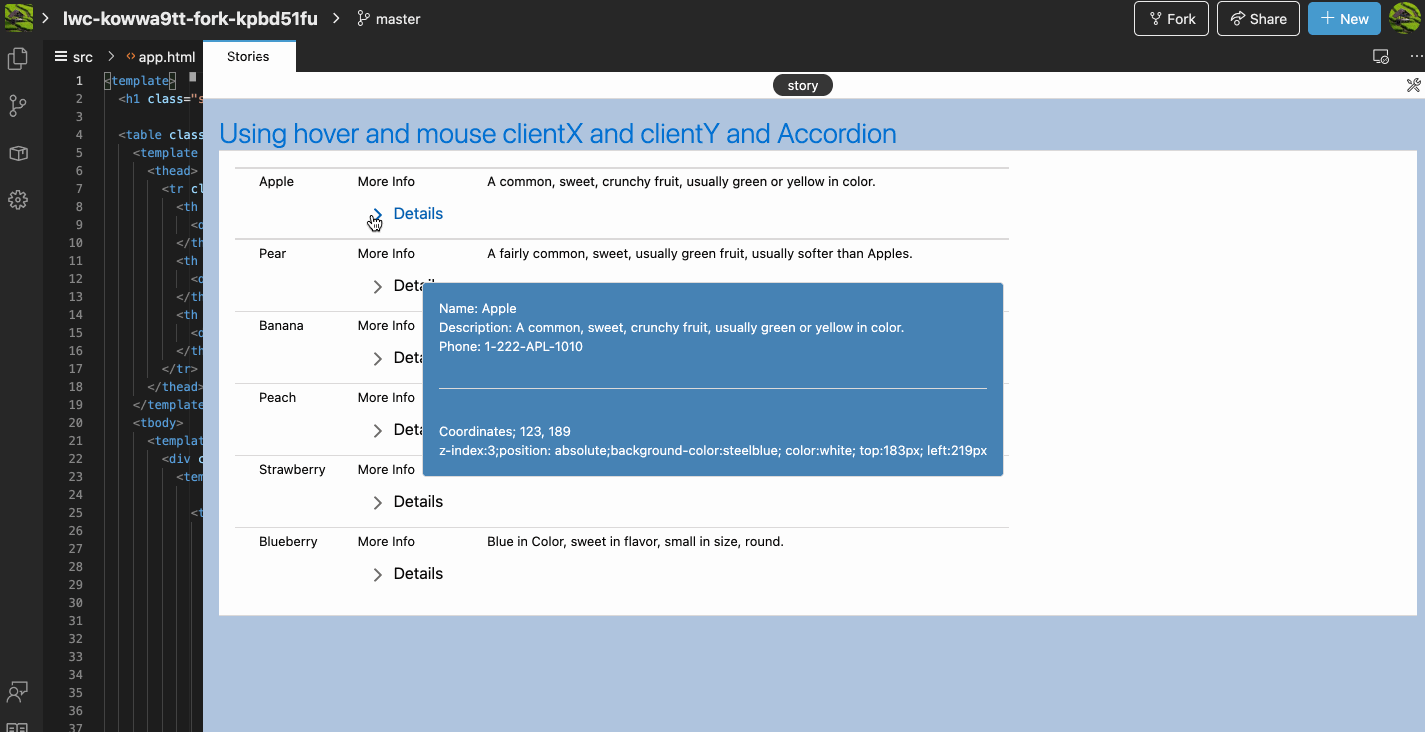 lwc-kowwa9tt-fork-kpbd51fu
master
Fork
Share
New
src
app.html
Stories
story
1 <template>
2 <h1 class="s
3
4 <table class
5 <template
6 <thead>
7 <tr cl
8 <th
9 <d
10 </th
11 <th
12 <d
13 </th
14 <th
15 <d
16 </th
17 </tr>
18 </thead>
19 </template
20 <tbody>
21 <templat
22 <div c
23 <tem
24
25 <t
26
27
28
29
30
31
32
33
34
35
36
37
Using hover and mouse clientX and clientY and Accordion
Apple More Info A common, sweet, crunchy fruit, usually green or yellow in color.
Details
Pear More Info A fairly common, sweet, usually green fruit, usually softer than Apples.
Details
Name: Apple
Description: A common, sweet, crunchy fruit, usually green or yellow in color.
Phone: 1-222-APL-1010
Coordinates; 123, 189
z-index:3;position: absolute;background-color:steelblue; color:white; top:183px; left:219px
Banana More Info
Deta
Peach More Info
Deta
Strawberry More Info
Details
Blueberry More Info Blue in Color, sweet in flavor, small in size, round.
Details